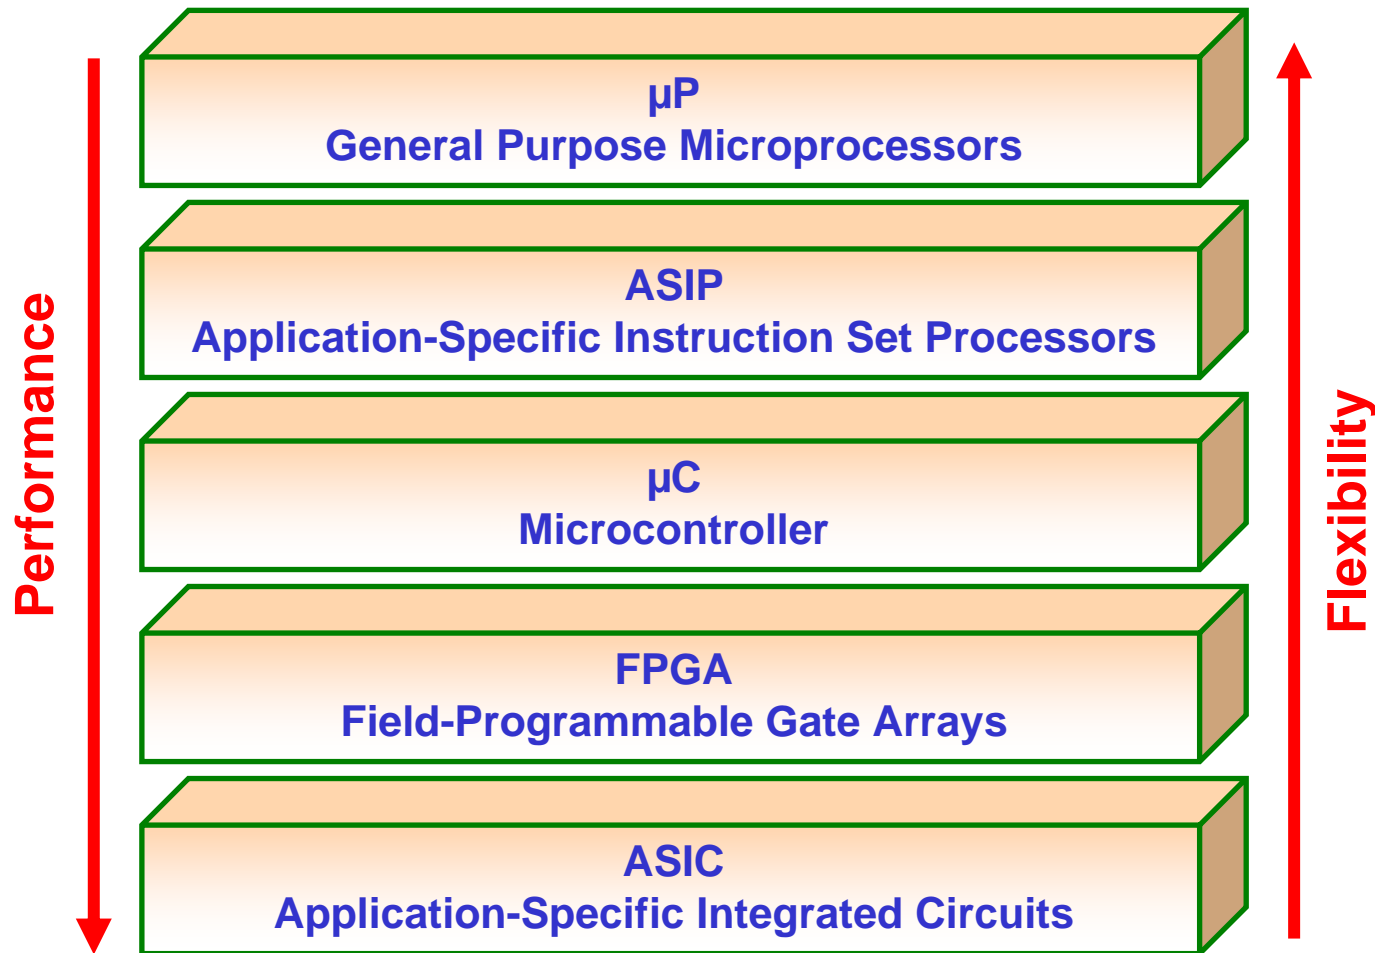 µP
General Purpose Microprocessors
ASIP
Application-Specific Instruction Set Processors
µC
Microcontroller
FPGA
Field-Programmable Gate Arrays
ASIC
Application-Specific Integrated Circuits
Performance
Flexibility